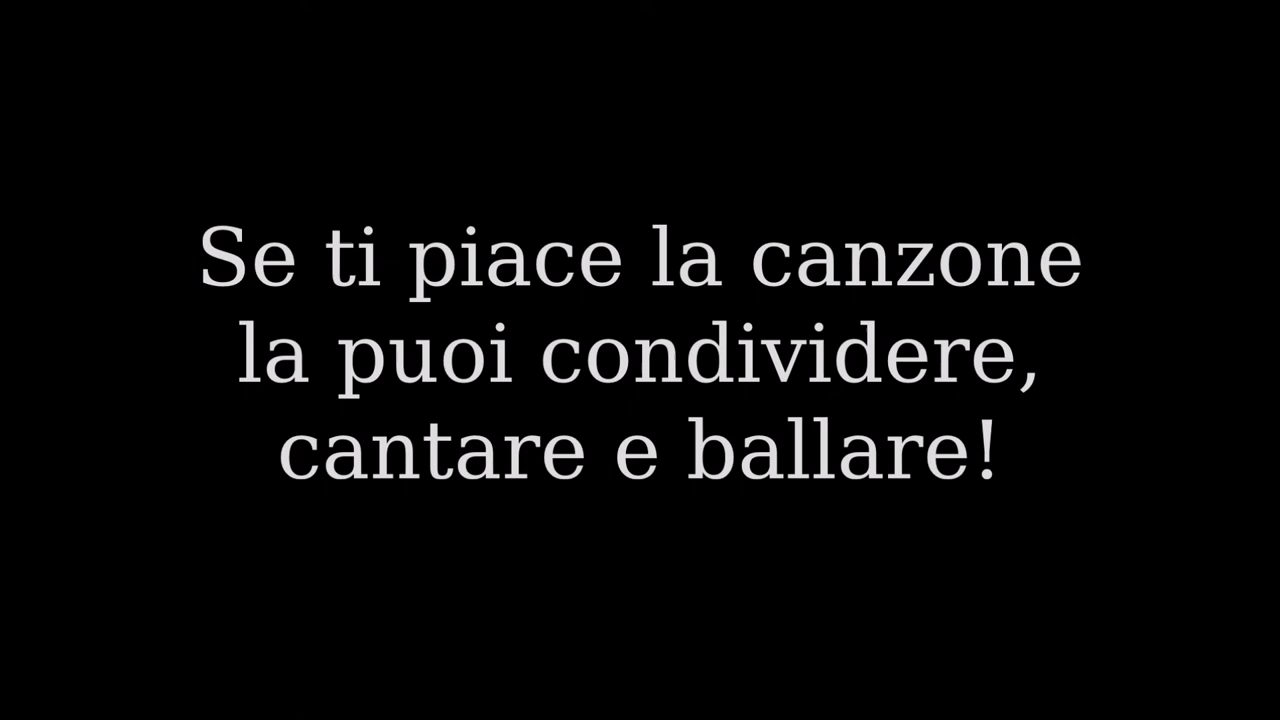 Se ti piace la canzone
la puoi condividere,
cantare e ballare!